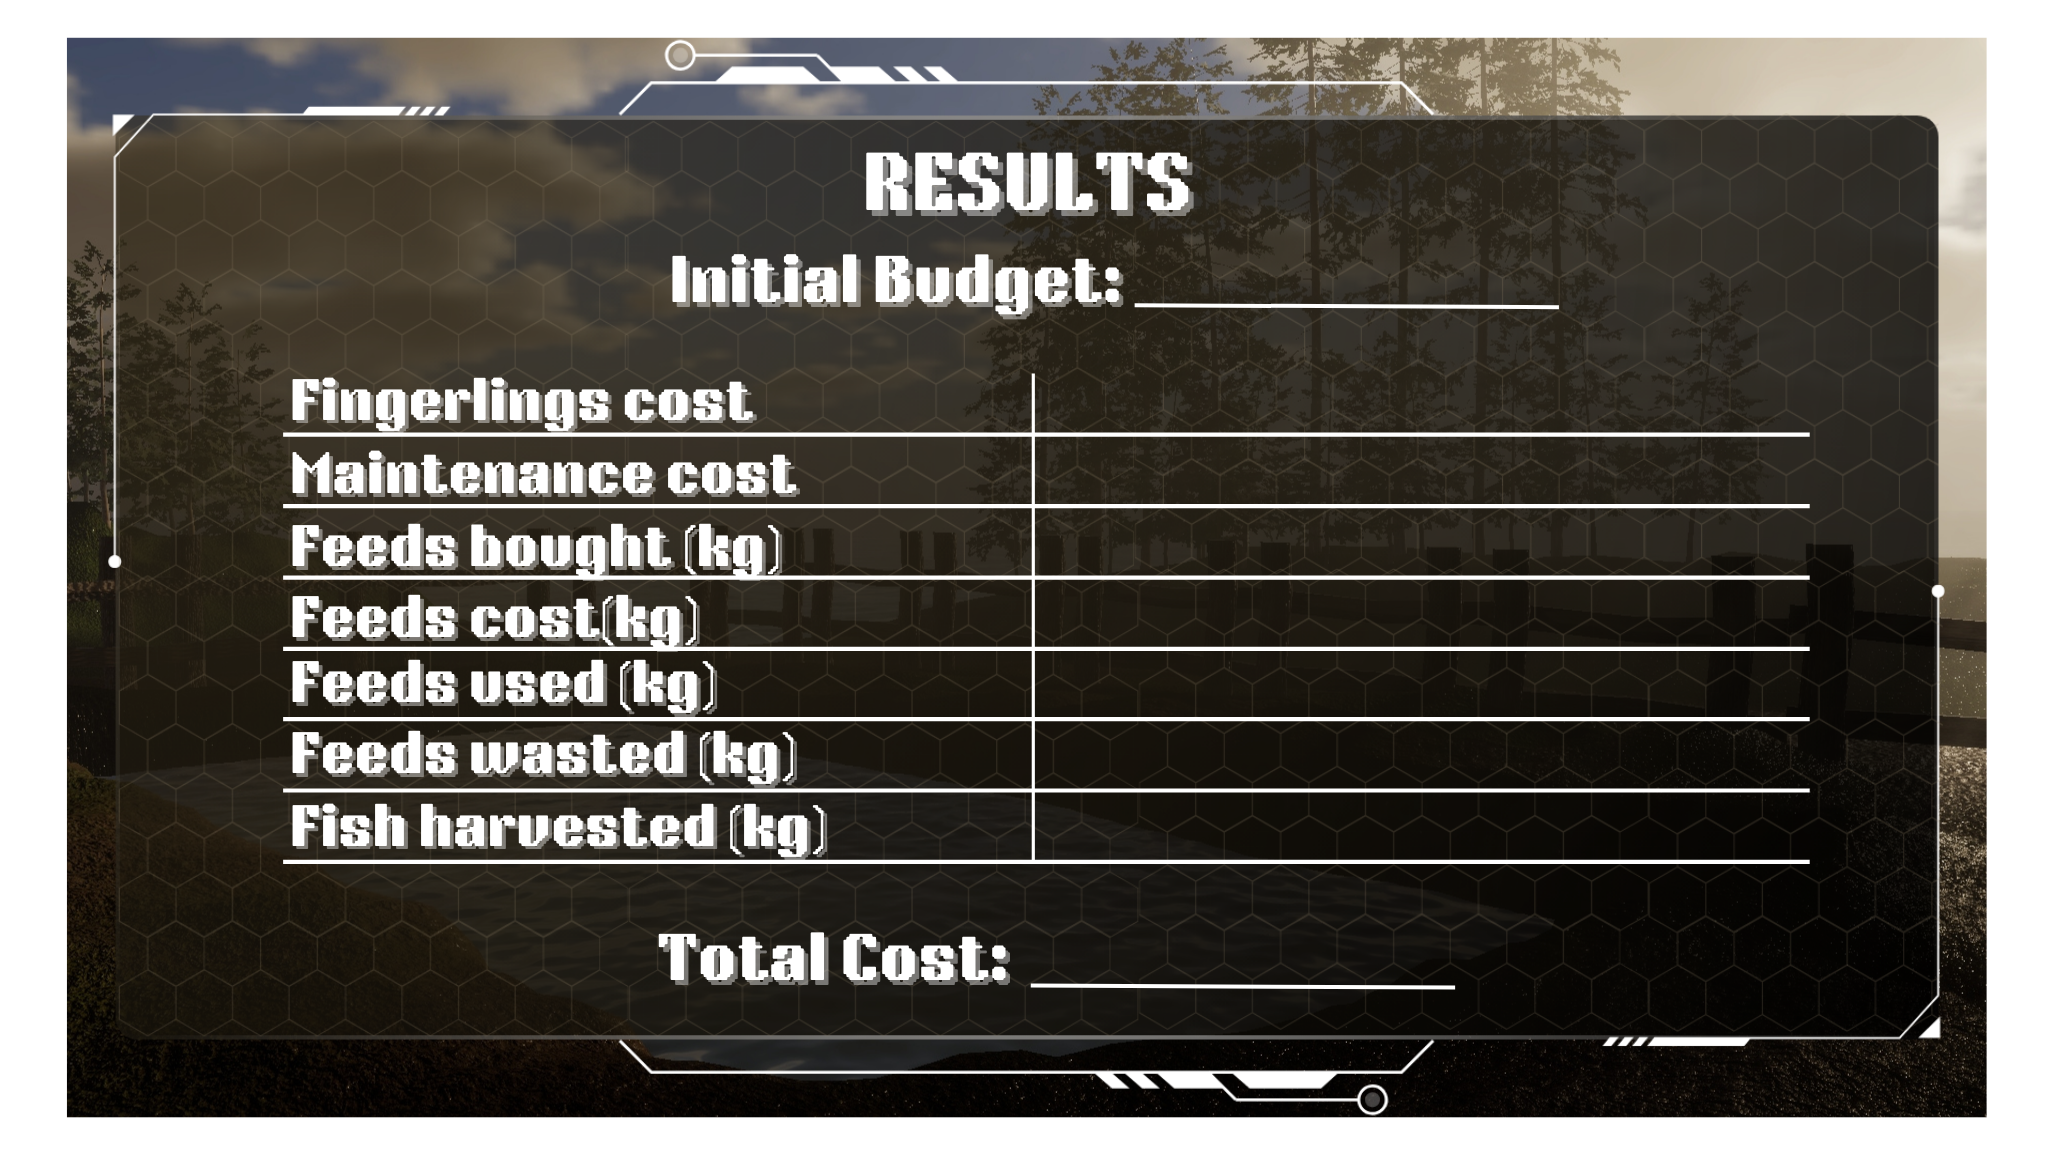 RESULTS
Initial Budget:
Fingerlings cost
Maintenance cost
Feeds bought (kg)
Feeds cost(kg)
Feeds used (kg)
Feeds wasted (kg)
Fish harvested (kg)
Total Cost: